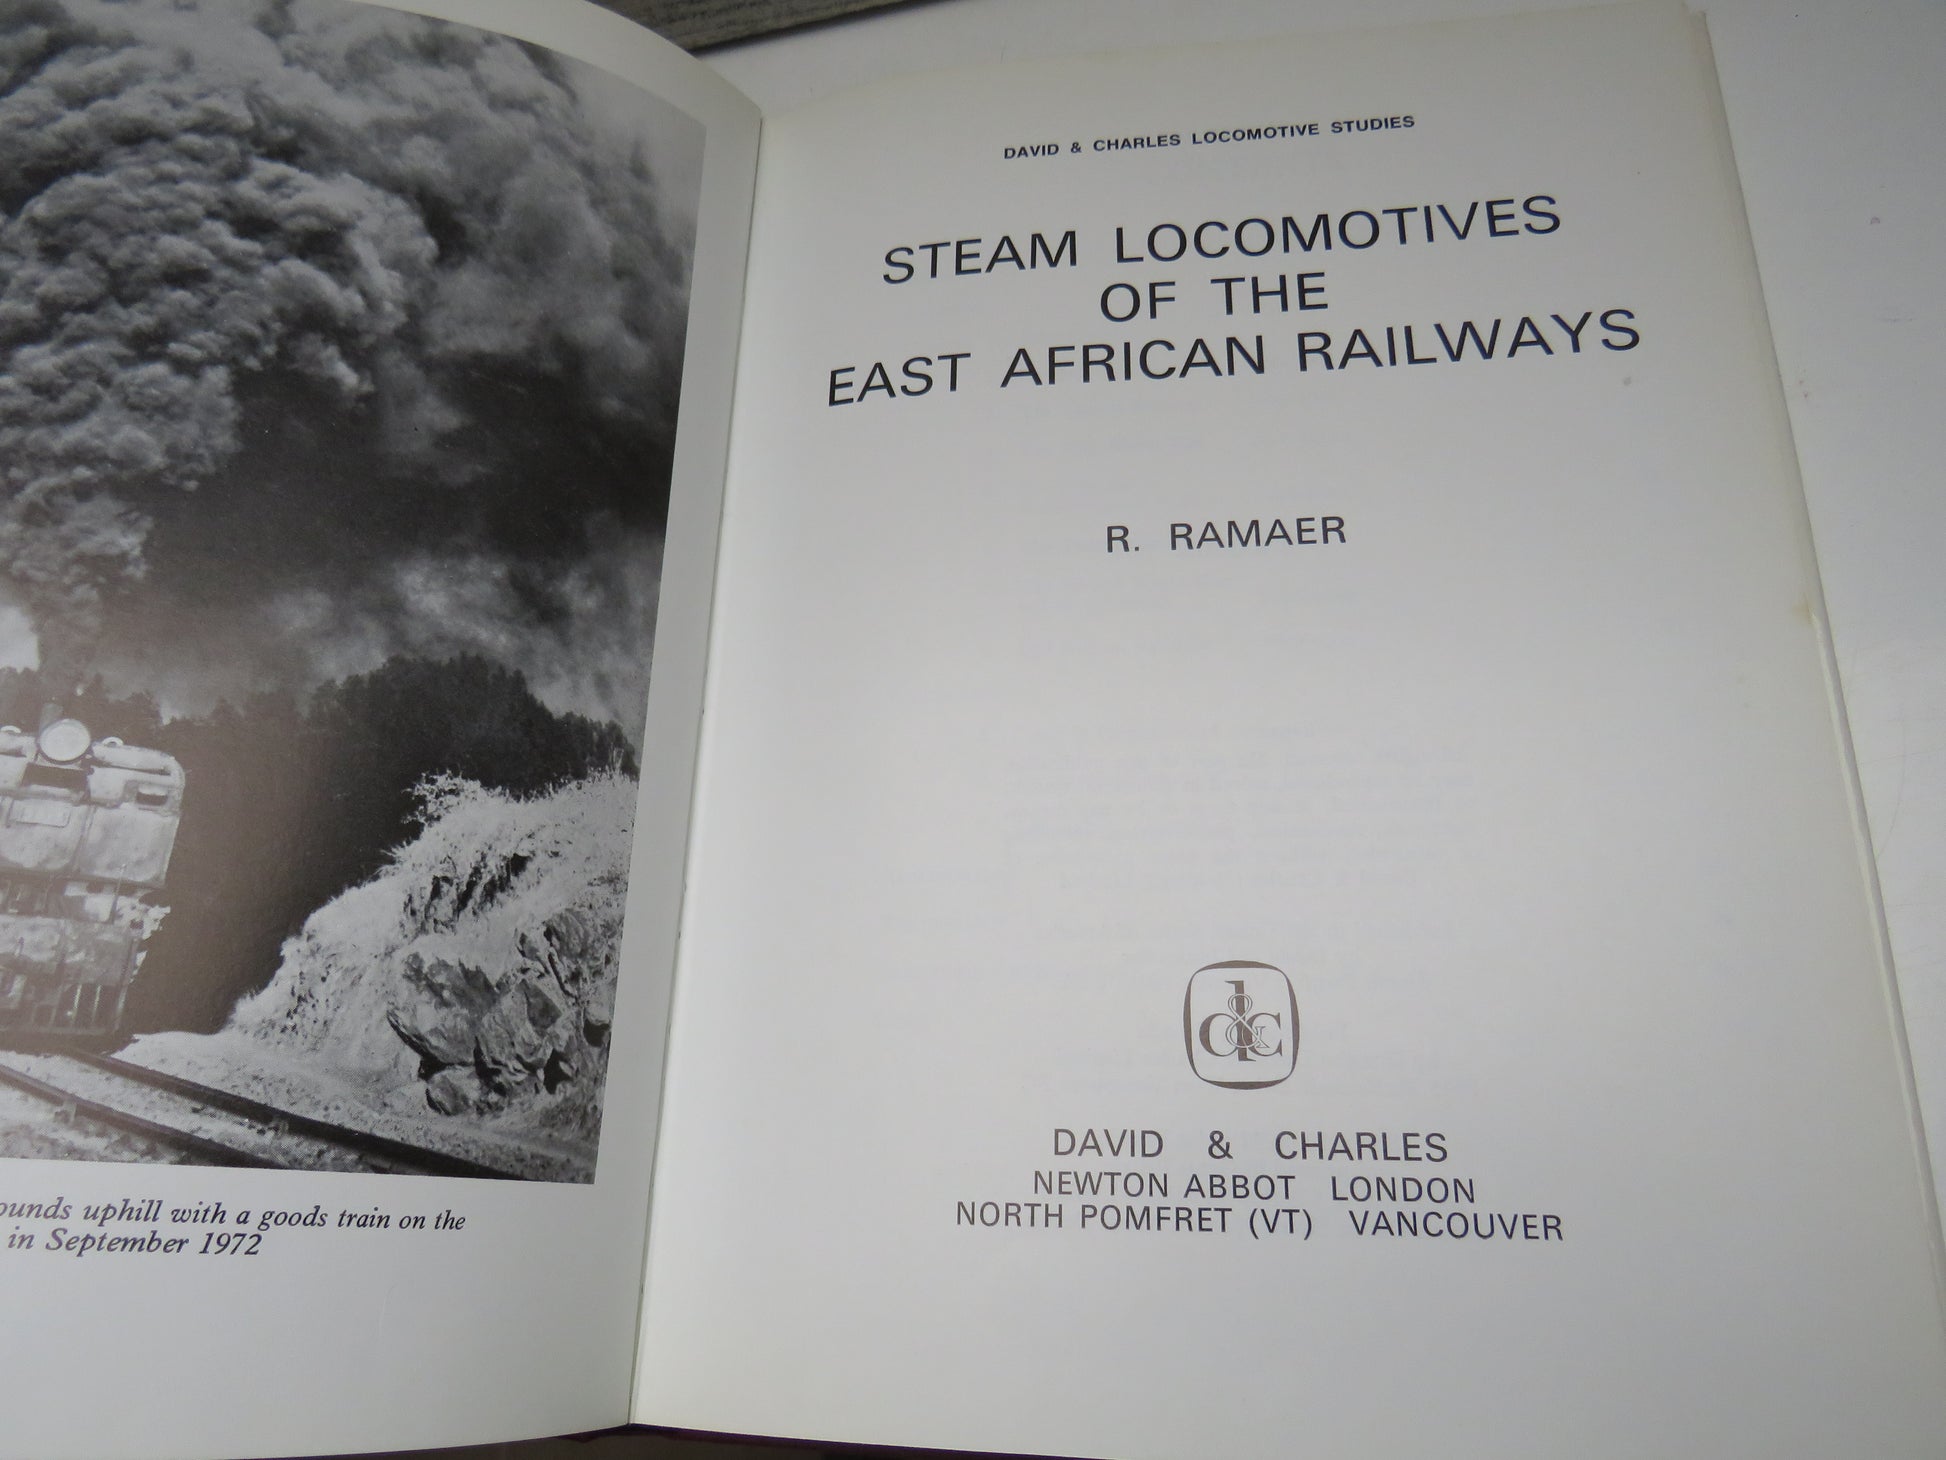 ounds uphill with a goods train on the
in September 1972
DAVID & CHARLES LOCOMOTIVE STUDIES
STEAM LOCOMOTIVES
OF THE
EAST AFRICAN RAILWAYS
R. RAMAER
d&c
DAVID & CHARLES
NEWTON ABBOT LONDON
NORTH POMFRET (VT) VANCOUVER